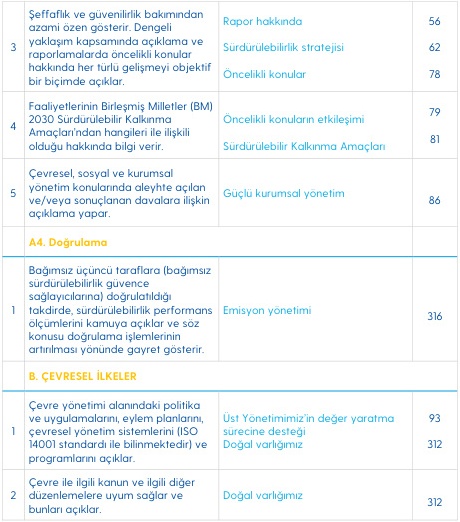 3
Şeffaflık ve güvenilirlik bakımından
azami özen gösterir. Dengeli
yaklaşım kapsamında açıklama ve
raporlamalarda öncelikli konular
hakkında her türlü gelişmeyi objektif
bir biçimde açıklar.
Rapor hakkında 56
Sürdürülebilirlik stratejisi 62
Öncelikli konular 78
4
Faaliyetlerinin Birleşmiş Milletler (BM)
2030 Sürdürülebilir Kalkınma
Amaçları'ndan hangileri ile ilişkili
olduğu hakkında bilgi verir.
Öncelikli konuların etkileşimi 79
Sürdürülebilir Kalkınma Amaçları 81
5
Çevresel, sosyal ve kurumsal
yönetim konularında aleyhte açılan
ve/veya sonuçlanan davalara ilişkin
açıklama yapar.
Güçlü kurumsal yönetim 86
A4. Doğrulama
1
Bağımsız üçüncü taraflara (bağımsız
sürdürülebilirlik güvence
sağlayıcılarına) doğrulatıldığı
takdirde, sürdürülebilirlik performans
ölçümlerini kamuya açıklar ve söz
konusu doğrulama işlemlerinin
artırılması yönünde gayret gösterir.
Emisyon yönetimi 316
B. ÇEVRESEL İLKELER
1
Çevre yönetimi alanındaki politika
ve uygulamalarını, eylem planlarını,
çevresel yönetim sistemlerini (ISO
14001 standardı ile bilinmektedir) ve
programlarını açıklar.
Üst Yönetimimiz'in değer yaratma 93
sürecine desteği
Doğal varlığımız 312
2
Çevre ile ilgili kanun ve ilgili diğer
düzenlemelere uyum sağlar ve
bunları açıklar.
Doğal varlığımız 312